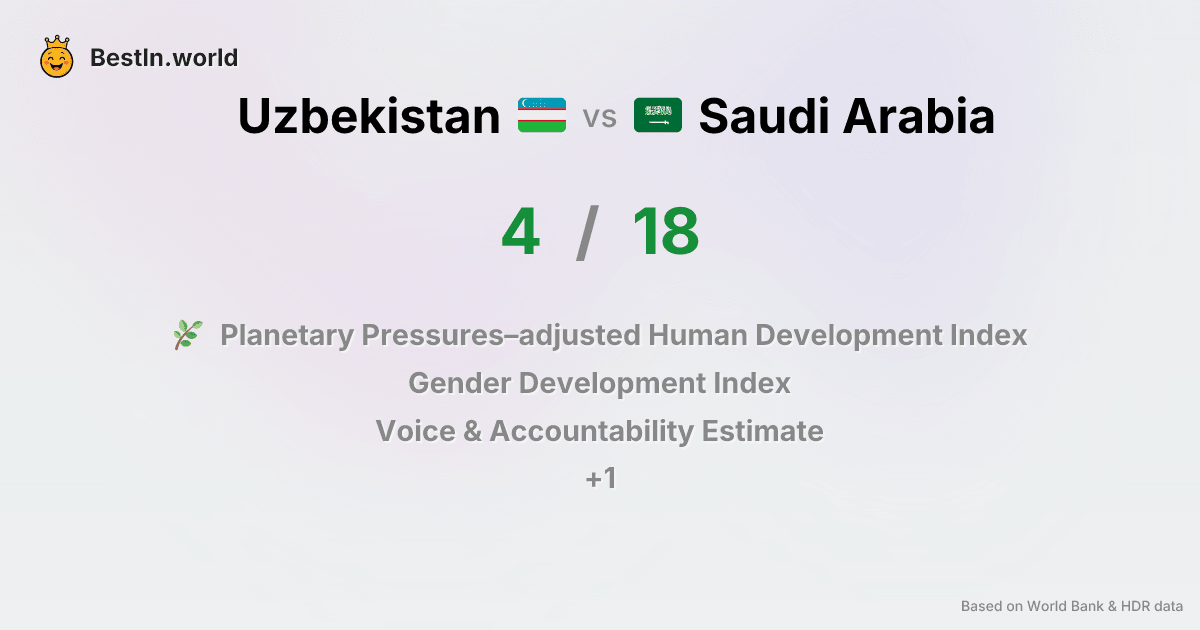 BestIn.world
Uzbekistan vs Saudi Arabia
4 / 18
Planetary Pressures–adjusted Human Development Index
Gender Development Index
Voice & Accountability Estimate
+1
Based on World Bank & HDR data